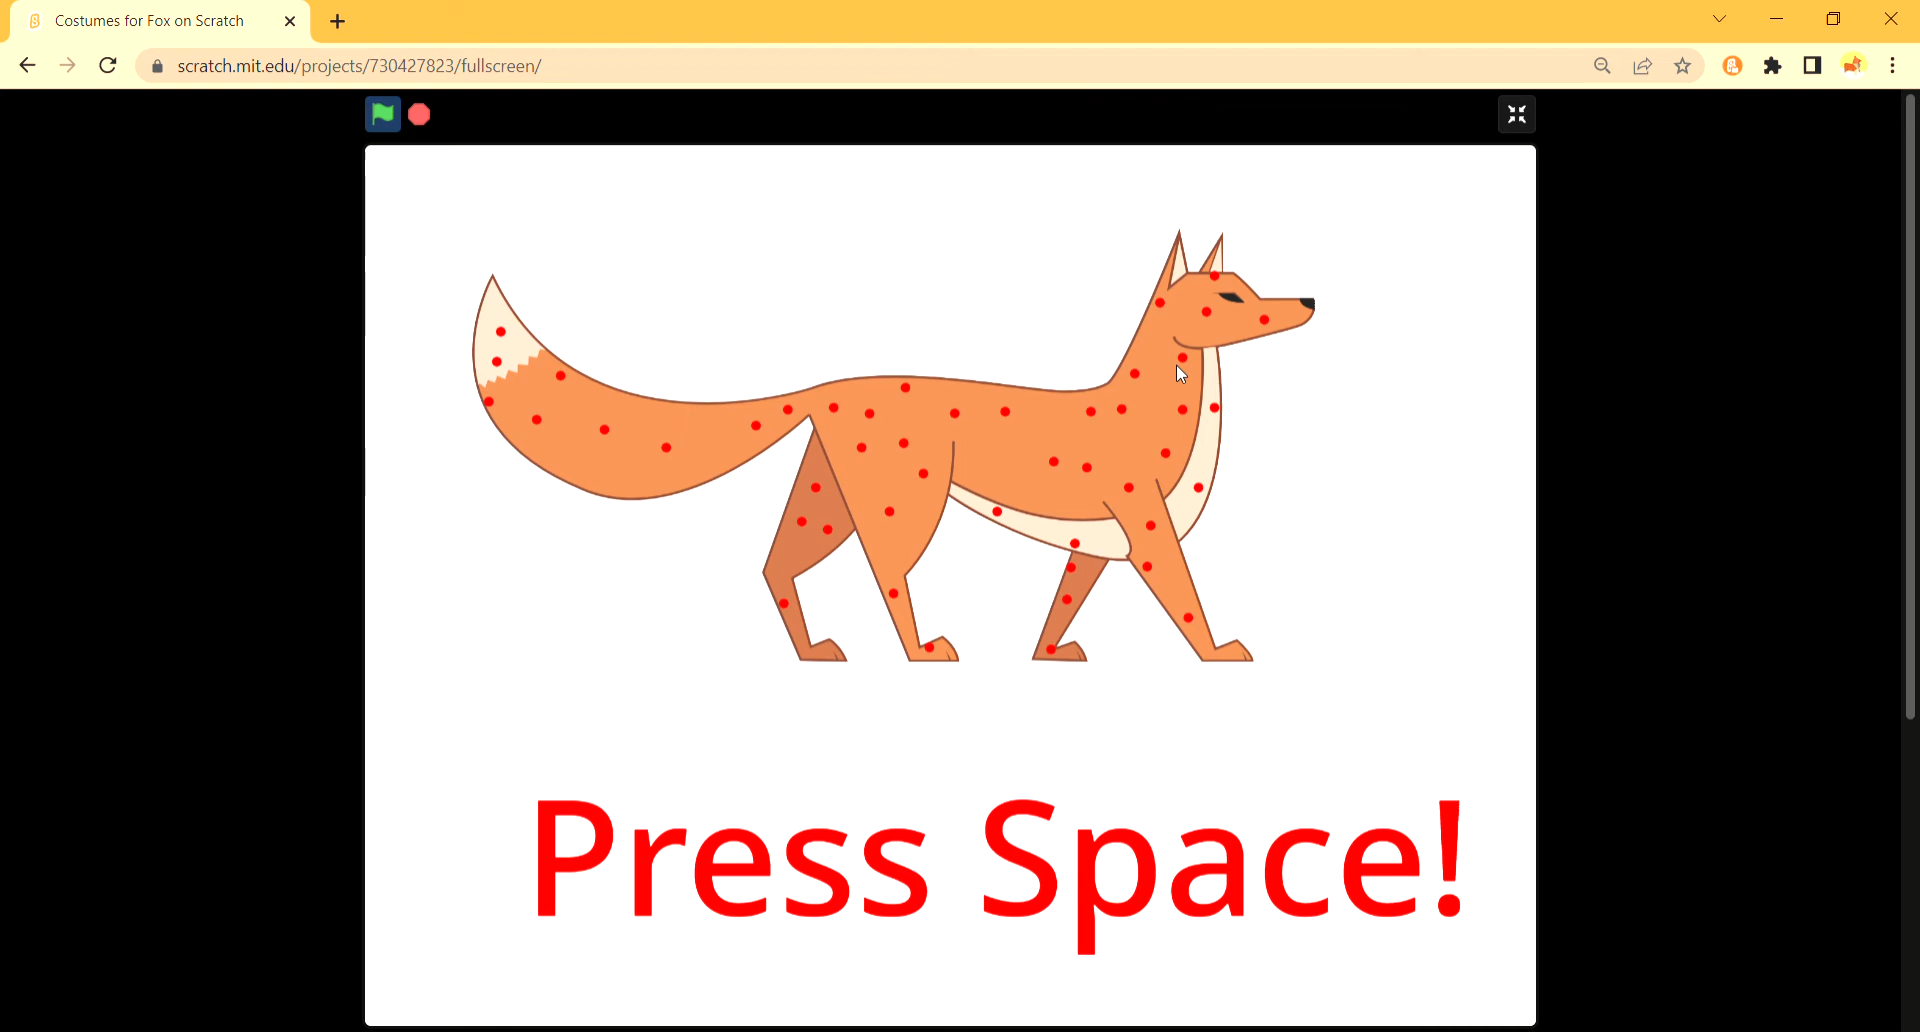 Costumes for Fox on Scratch
scratch.mit.edu/projects/730427823/fullscreen/
Press Space!